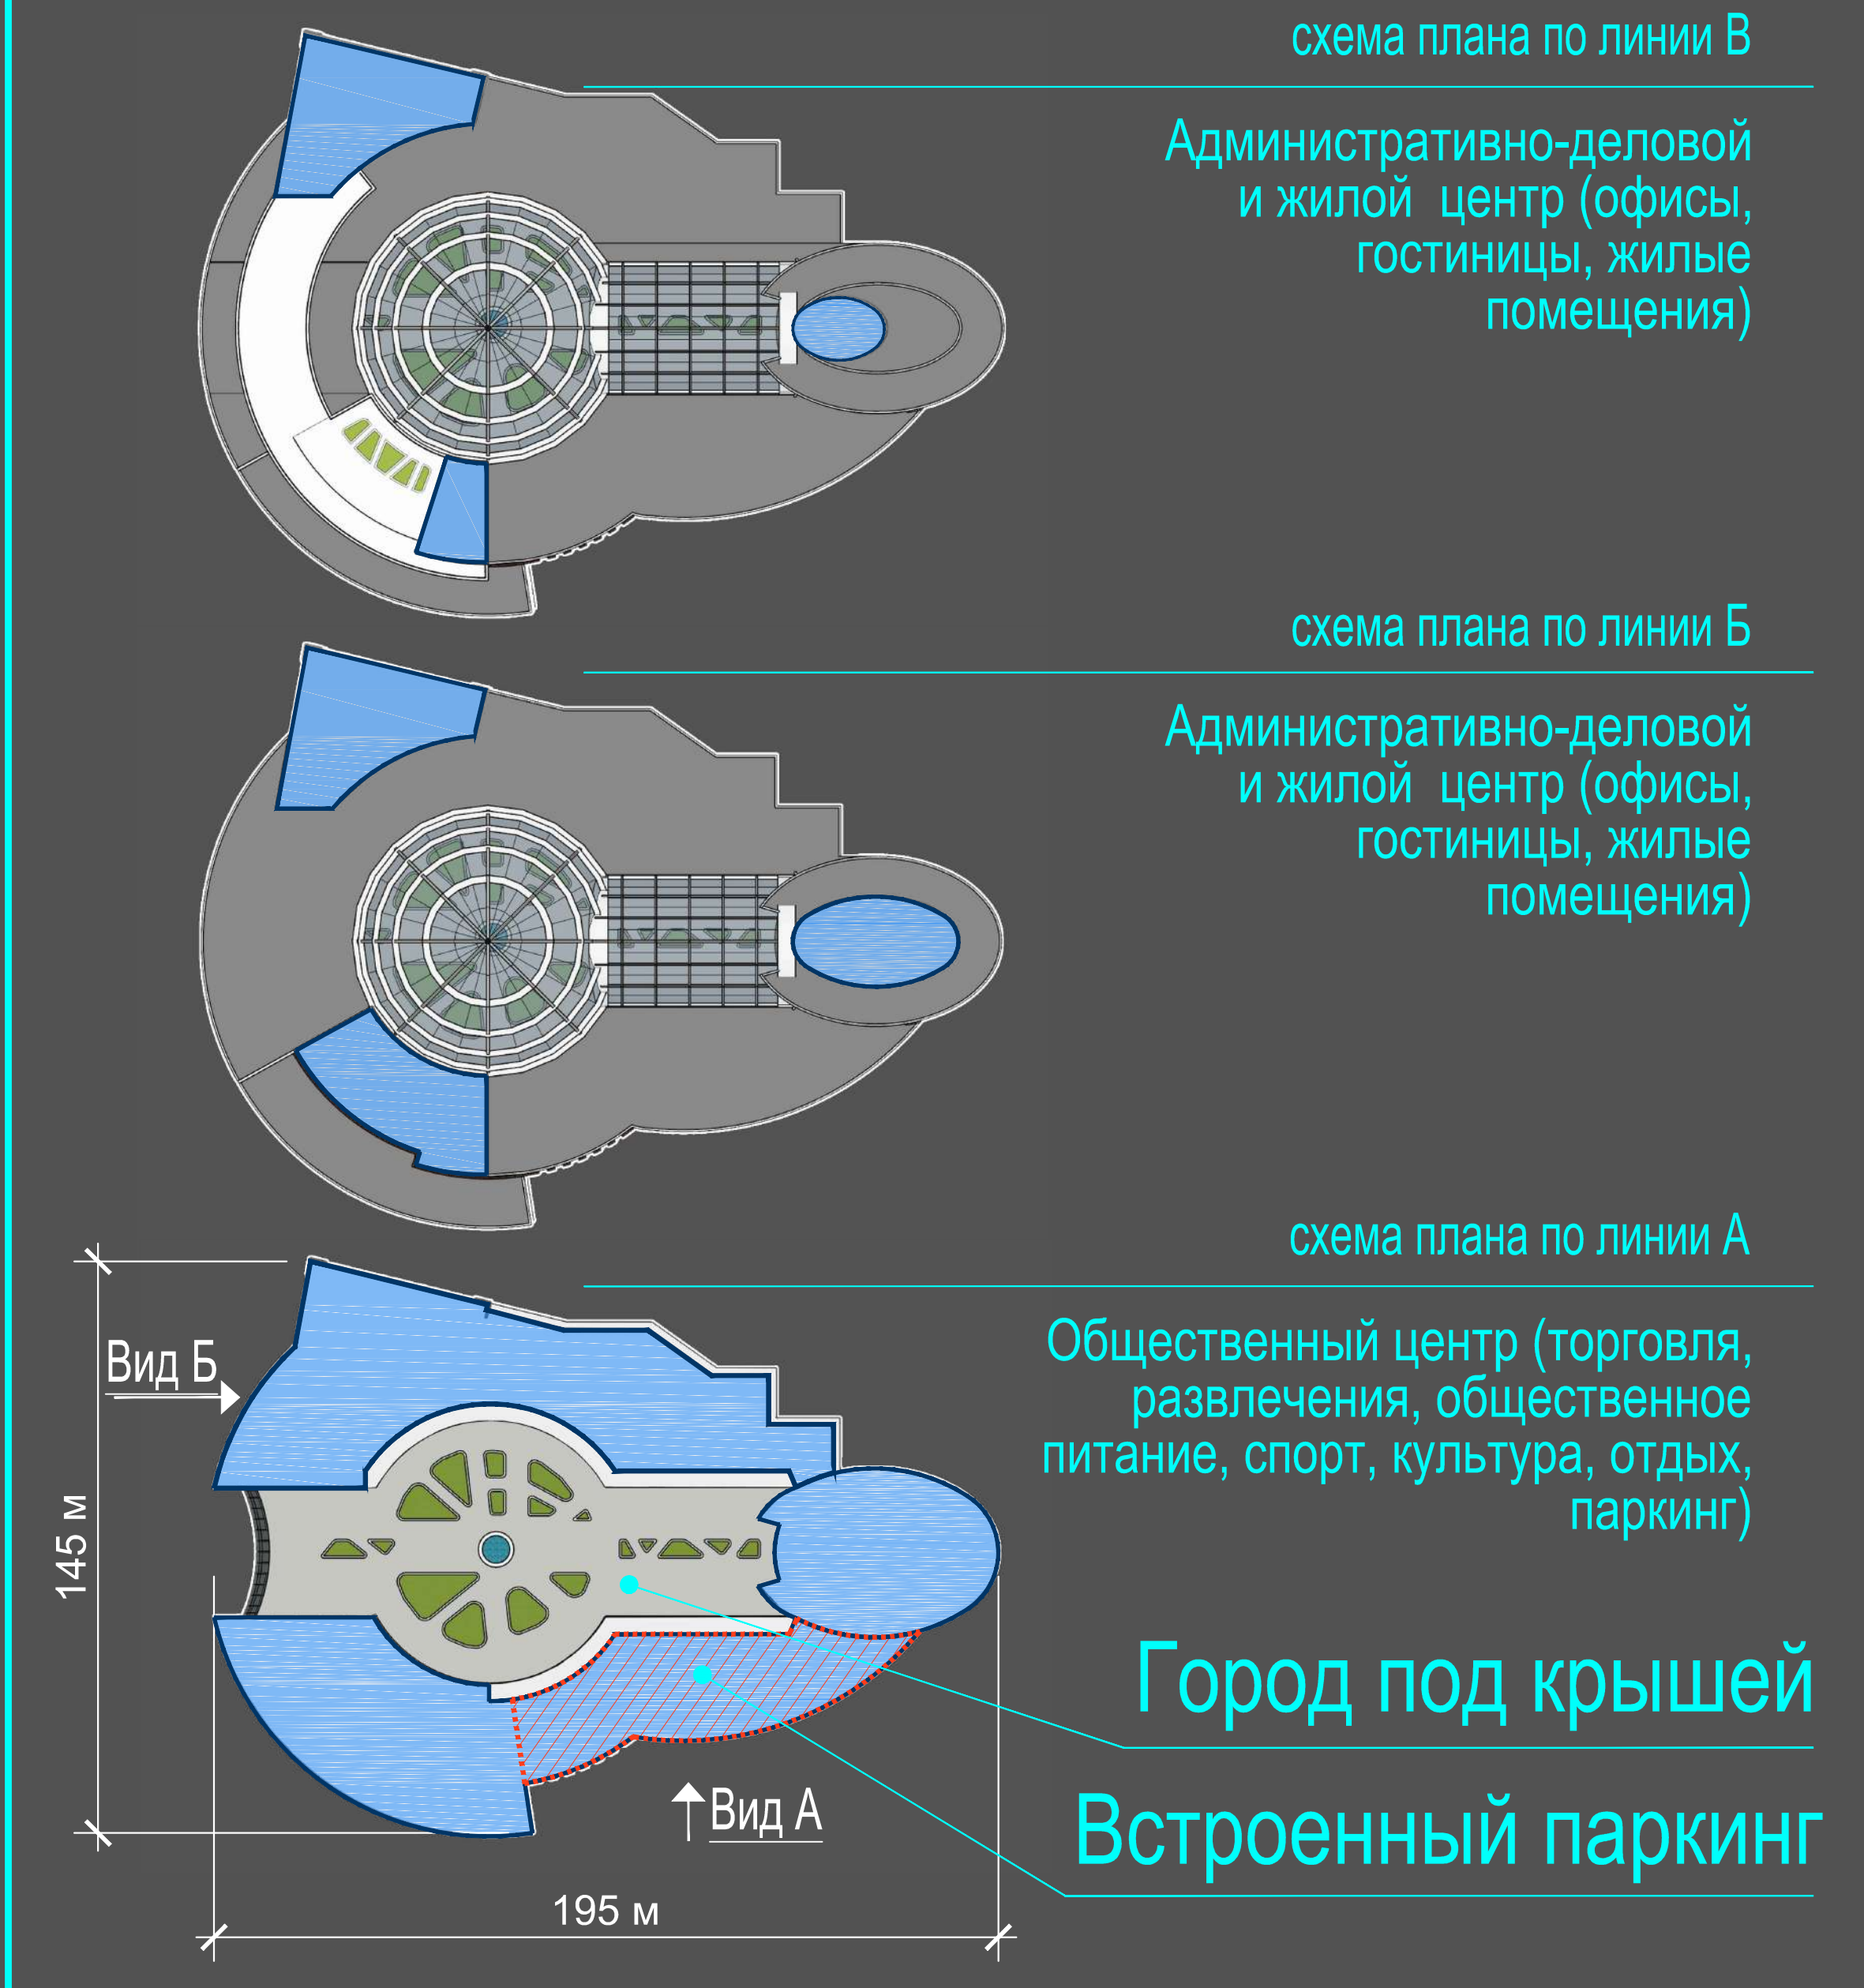 схема плана по линии В
Административно-деловой
и жилой центр (офисы,
гостиницы, жилые
помещения)
схема плана по линии Б
Административно-деловой
и жилой центр (офисы,
гостиницы, жилые
помещения)
схема плана по линии А
Общественный центр (торговля,
развлечения, общественное
питание, спорт, культура, отдых,
паркинг)
Вид Б
145 м
Город под крышей
Встроенный паркинг
Вид А
195 м